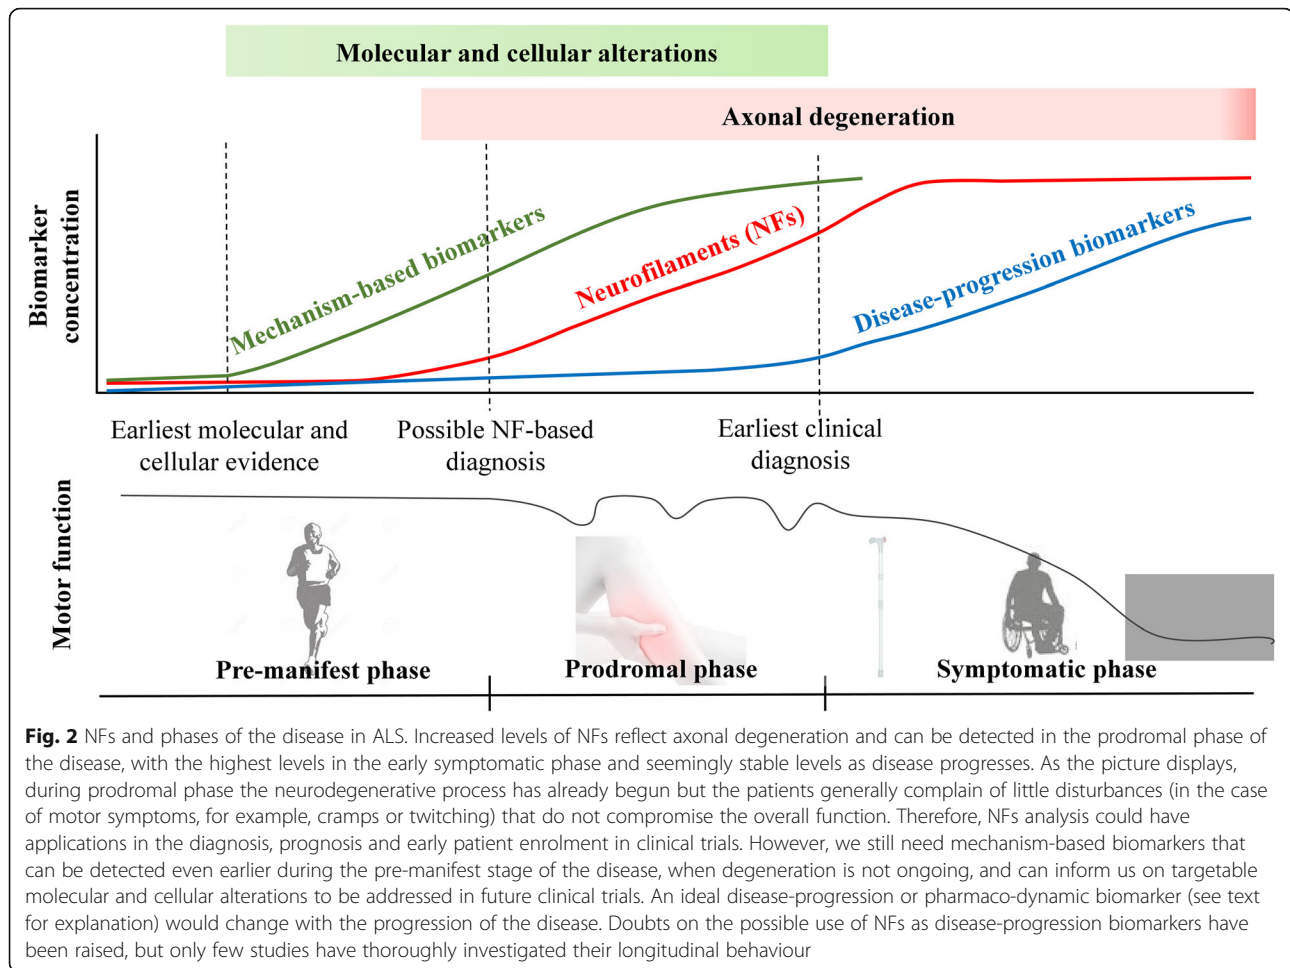 Molecular and cellular alterations
Axonal degeneration
Biomarker
concentration
Mechanism-based biomarkers
Neurofilaments (NFs)
Disease-progression biomarkers
Earliest molecular and
cellular evidence
Possible NF-based
diagnosis
Earliest clinical
diagnosis
Motor function
Pre-manifest phase
Prodromal phase
Symptomatic phase
Fig. 2 NFs and phases of the disease in ALS. Increased levels of NFs reflect axonal degeneration and can be detected in the prodromal phase of
the disease, with the highest levels in the early symptomatic phase and seemingly stable levels as disease progresses. As the picture displays,
during prodromal phase the neurodegenerative process has already begun but the patients generally complain of little disturbances (in the case
of motor symptoms, for example, cramps or twitching) that do not compromise the overall function. Therefore, NFs analysis could have
applications in the diagnosis, prognosis and early patient enrolment in clinical trials. However, we still need mechanism-based biomarkers that
can be detected even earlier during the pre-manifest stage of the disease, when degeneration is not ongoing, and can inform us on targetable
molecular and cellular alterations to be addressed in future clinical trials. An ideal disease-progression or pharmaco-dynamic biomarker (see text
for explanation) would change with the progression of the disease. Doubts on the possible use of NFs as disease-progression biomarkers have
been raised, but only few studies have thoroughly investigated their longitudinal behaviour